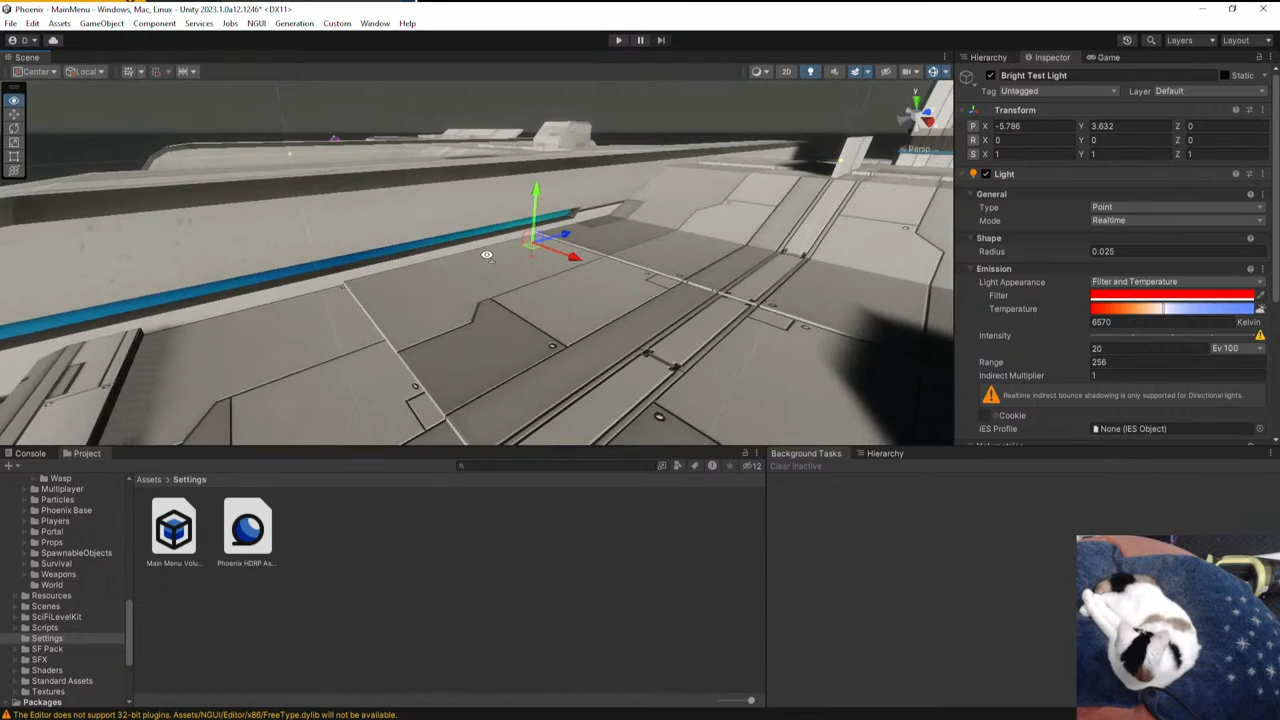 Phoenix - MainMenu - Windows, Mac, Linux - Unity 2023.1.0a12.1246* <DX11>
File Edit Assets GameObject Component Services Jobs NGUI Generation Custom Window Help
D Layers Layout
Scene Hierarchy Inspector Game
Center Local 2D
Bright Test Light Static
Tag Untagged Layer Default
y
Transform
P X -5.786 Y 3.632 Z 0
R X 0 Y 0 Z 0
S X 1 Y 1 Z 1
Persp
Light
General
Type Point
Mode Realtime
Shape
Radius 0.025
Emission
Light Appearance Filter and Temperature
Filter
Temperature
6570 Kelvin
Intensity
20 Ev 100
Range 256
Indirect Multiplier 1
Realtime indirect bounce shadowing is only supported for Directional lights.
Cookie
IES Profile None (IES Object)
Console Project Background Tasks Hierarchy
12 Clear Inactive
Assets > Settings
Wasp
Multiplayer
Particles
Phoenix Base
Players
Portal
Props
SpawnableObjects
Survival
Weapons
World
Resources
Scenes
SciFiLevelKit
Scripts
Settings
SF Pack
SFX
Shaders
Standard Assets
Textures
Packages
Main Menu Volu... Phoenix HDRP As...
The Editor does not support 32-bit plugins. Assets/NGUI/Editor/x86/FreeType.dylib will not be available.